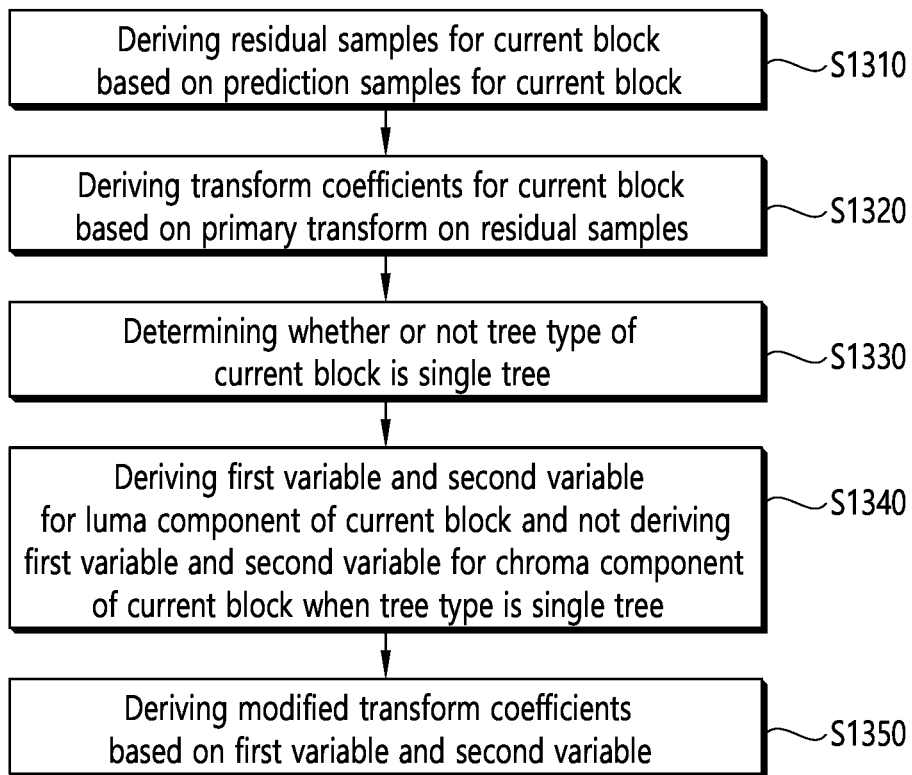 Deriving residual samples for current block
based on prediction samples for current block
S1310
Deriving transform coefficients for current block
based on primary transform on residual samples
S1320
Determining whether or not tree type of
current block is single tree
S1330
Deriving first variable and second variable
for luma component of current block and not deriving
first variable and second variable for chroma component
of current block when tree type is single tree
S1340
Deriving modified transform coefficients
based on first variable and second variable
S1350